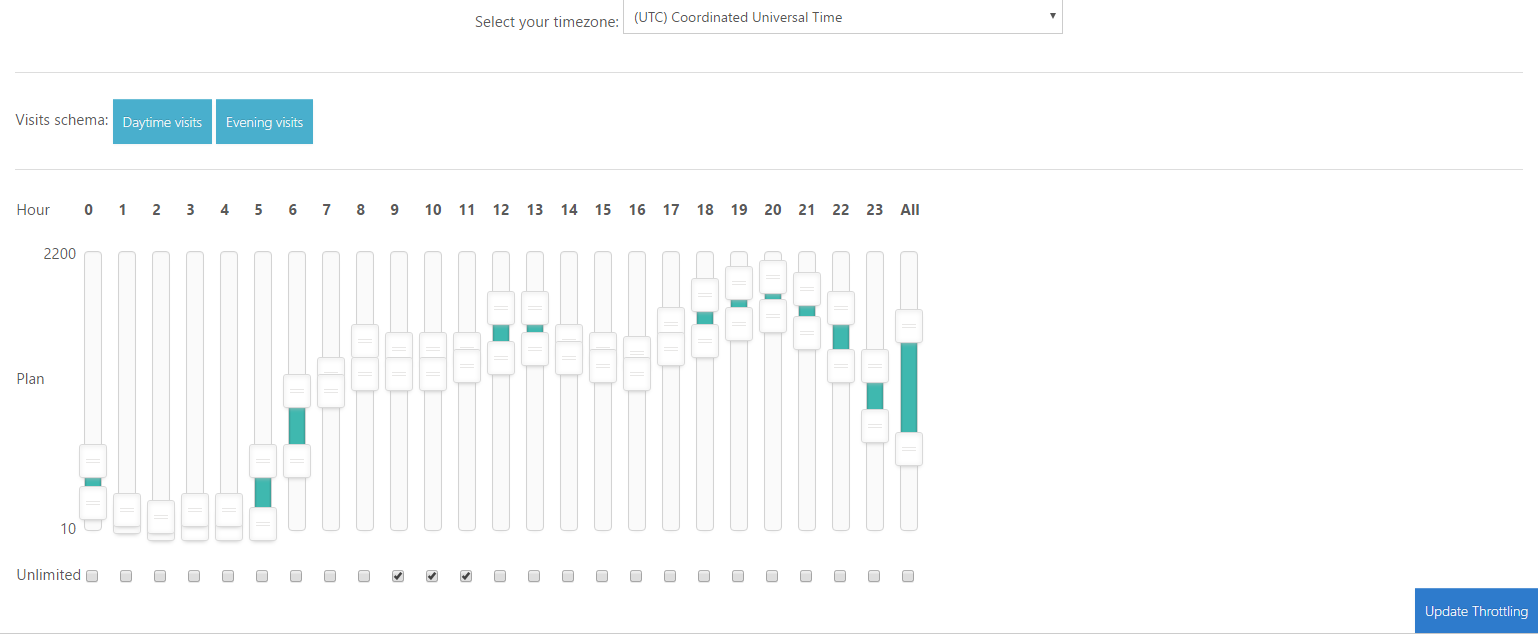 Select your timezone: (UTC) Coordinated Universal Time
Visits schema: Daytime visits Evening visits
Hour 0 1 2 3 4 5 6 7 8 9 10 11 12 13 14 15 16 17 18 19 20 21 22 23 All
2200
Plan
10
Unlimited
Update Throttling